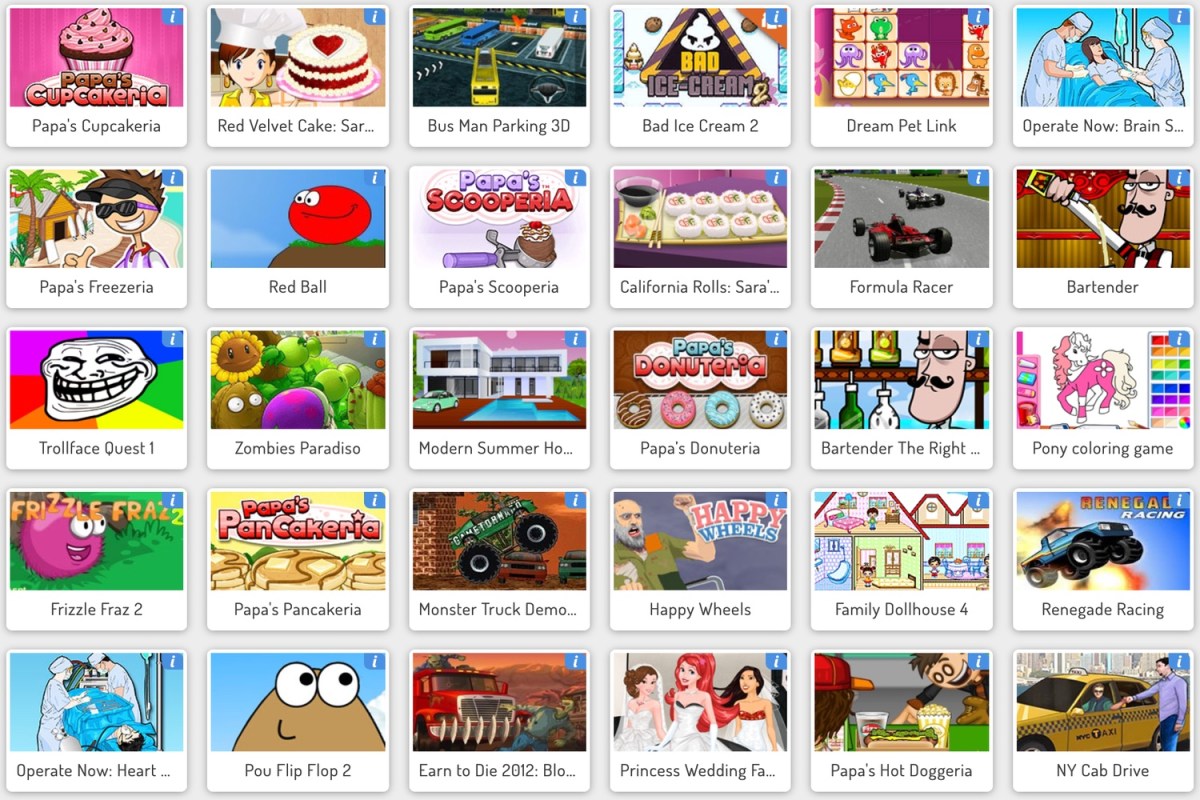 PAPA'S
CUPCAKERIA
BAD
ICE-CREAM 2
Papa's Cupcakeria
Red Velvet Cake: Sar...
Bus Man Parking 3D
Bad Ice Cream 2
Dream Pet Link
Operate Now: Brain S...
PAPA'S
SCOOPERIA
Papa's Freezeria
Red Ball
Papa's Scooperia
California Rolls: Sara'...
Formula Racer
Bartender
PAPA'S
DONUTERIA
Trollface Quest 1
Zombies Paradiso
Modern Summer Ho...
Papa's Donuteria
Bartender The Right ...
Pony coloring game
FRIZZLE FRAZ 2
PAPA'S
PANCAKERIA
GAMETORNADO
HAPPY
WHEELS
RENEGAD
RACING
Frizzle Fraz 2
Papa's Pancakeria
Monster Truck Demo...
Happy Wheels
Family Dollhouse 4
Renegade Racing
TAXI
NYC TAXI
Operate Now: Heart ...
Pou Flip Flop 2
Earn to Die 2012: Blo...
Princess Wedding Fa...
Papa's Hot Doggeria
NY Cab Drive